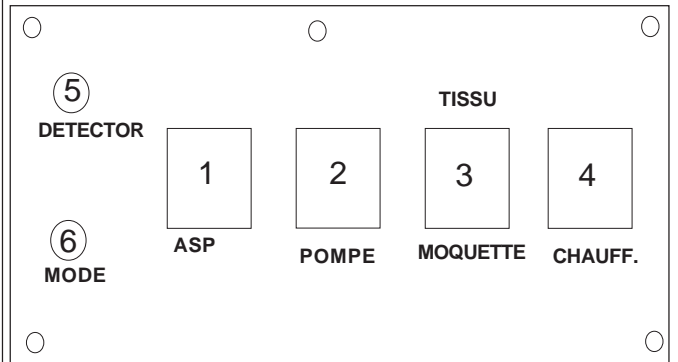 5
DETECTOR
TISSU
1
2
3
4
6
MODE
ASP
POMPE
MOQUETTE
CHAUFF.